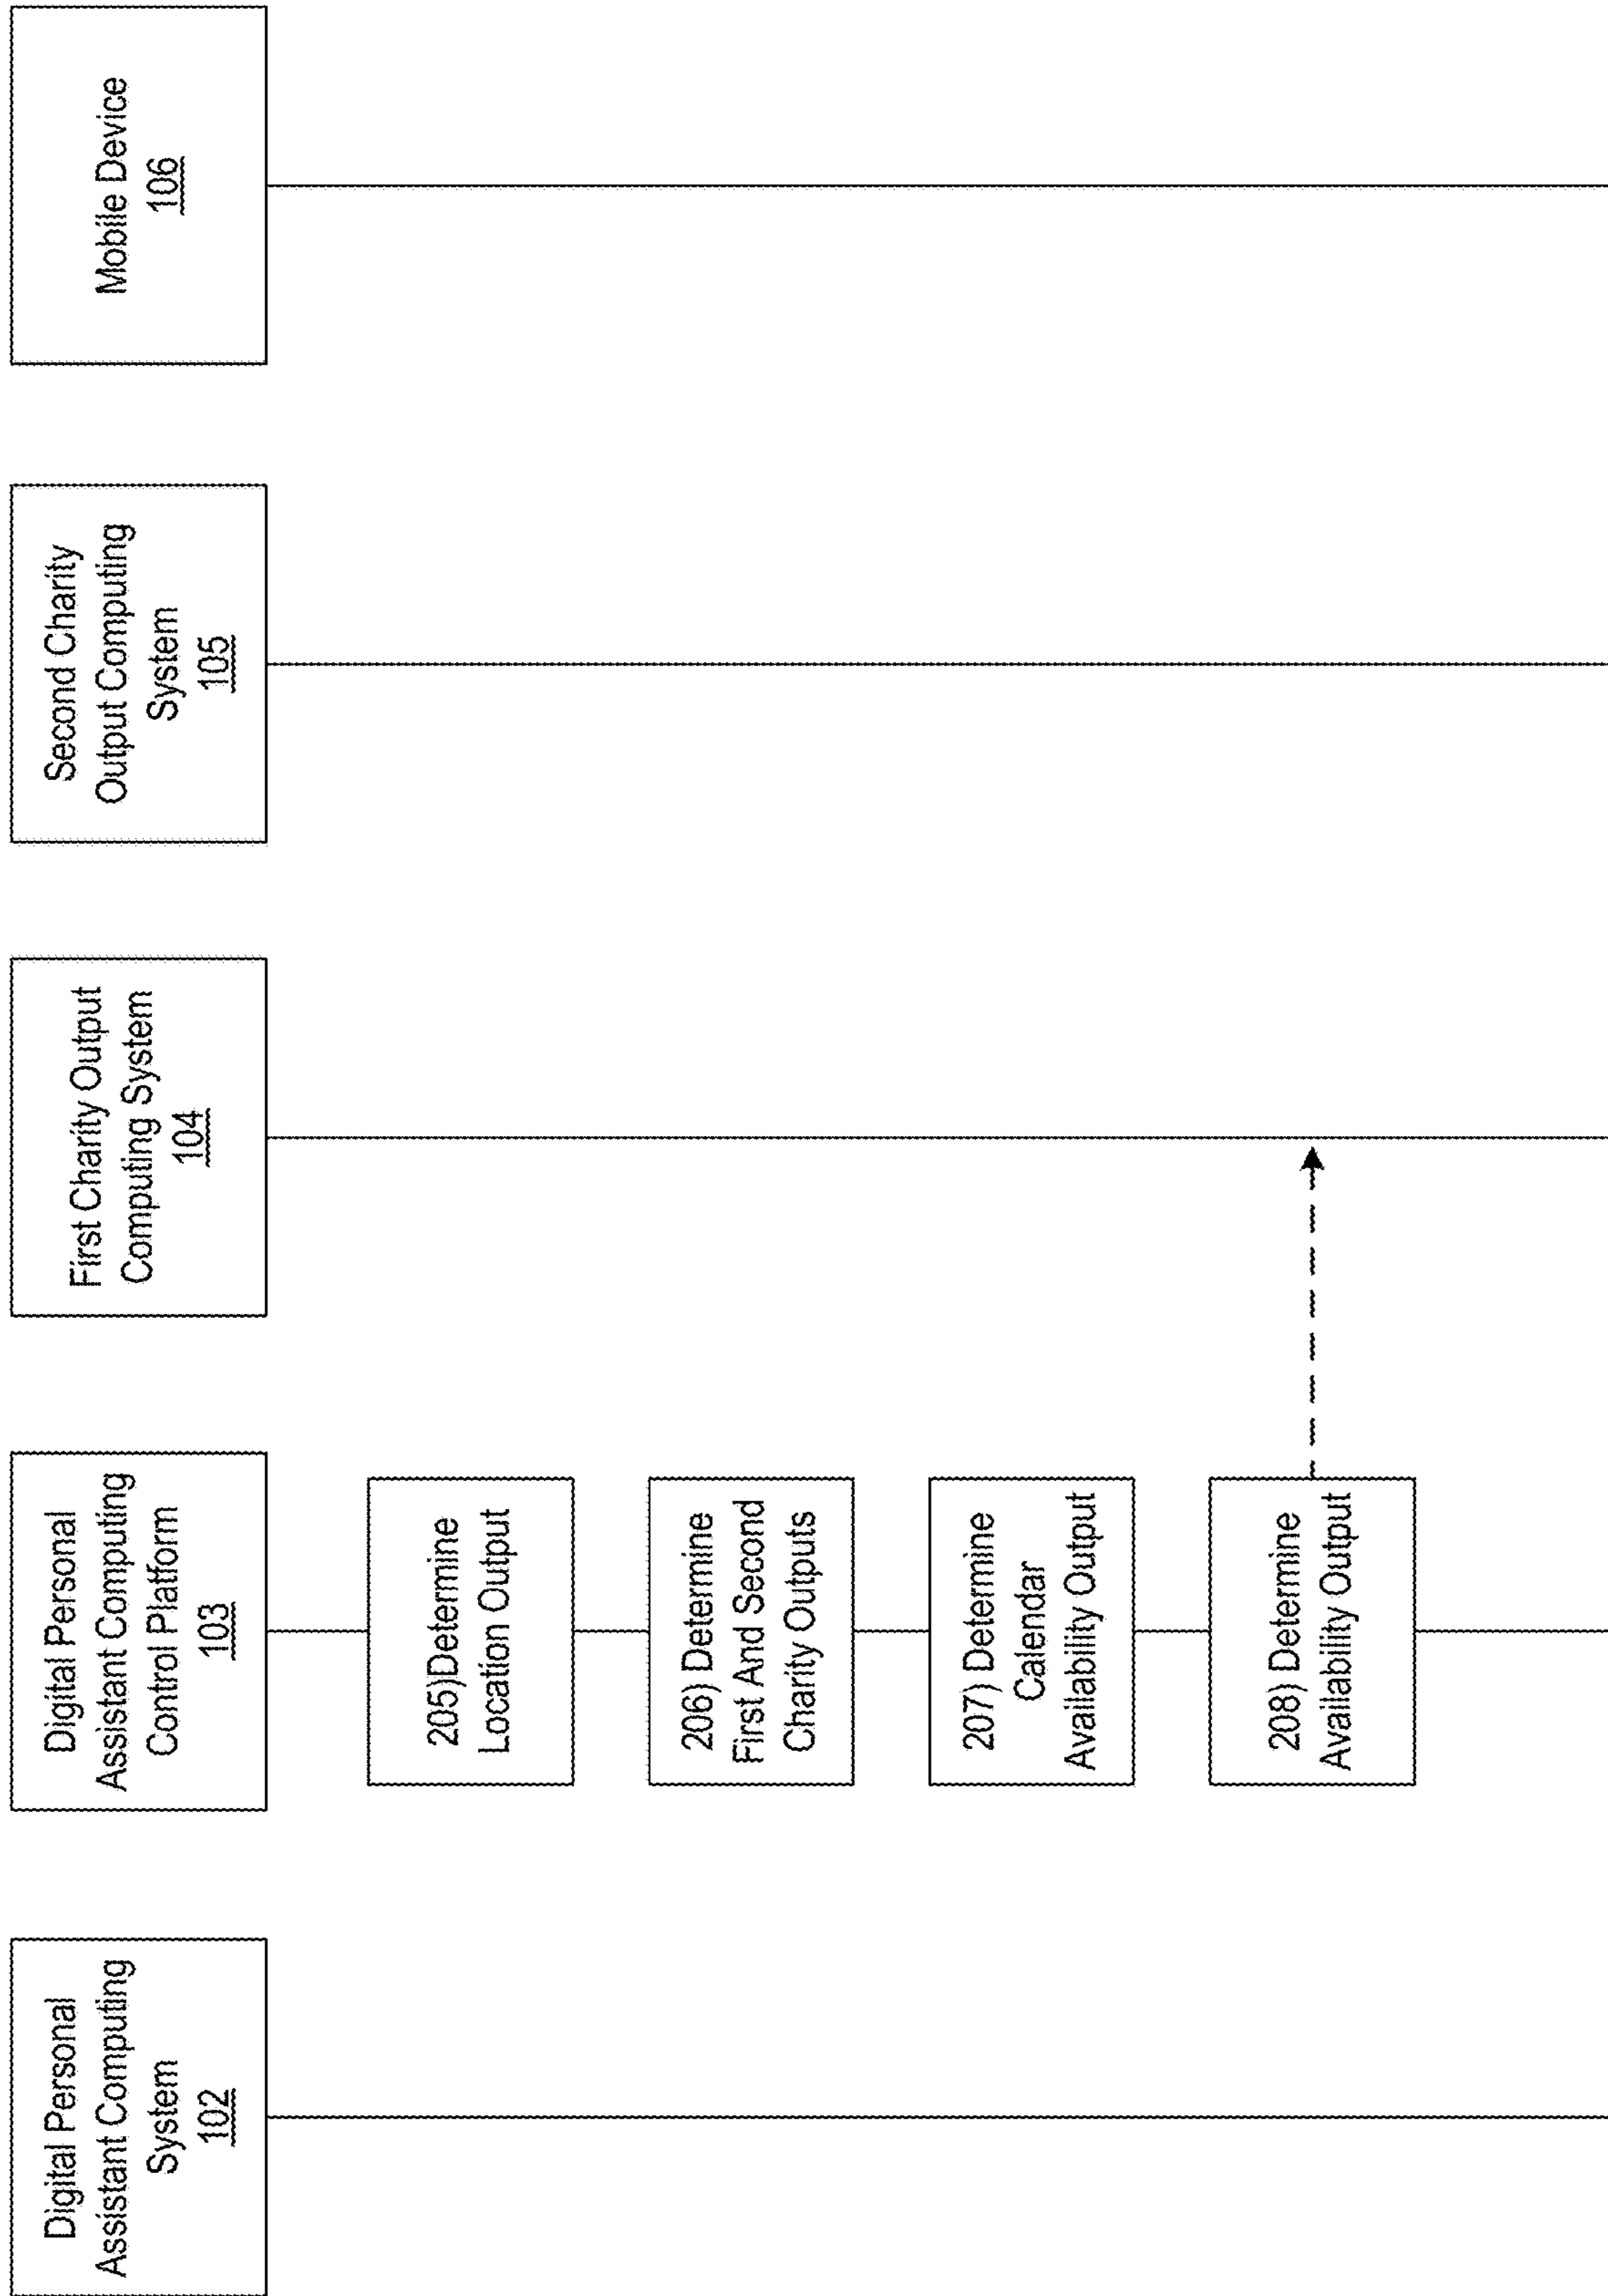 Digital Personal
Assistant Computing
System
102
Digital Personal
Assistant Computing
Control Platform
103
First Charity Output
Computing System
104
Second Charity
Output Computing
System
105
Mobile Device
106
205)Determine
Location Output
206) Determine
First And Second
Charity Outputs
207) Determine
Calendar
Availability Output
208) Determine
Availability Output